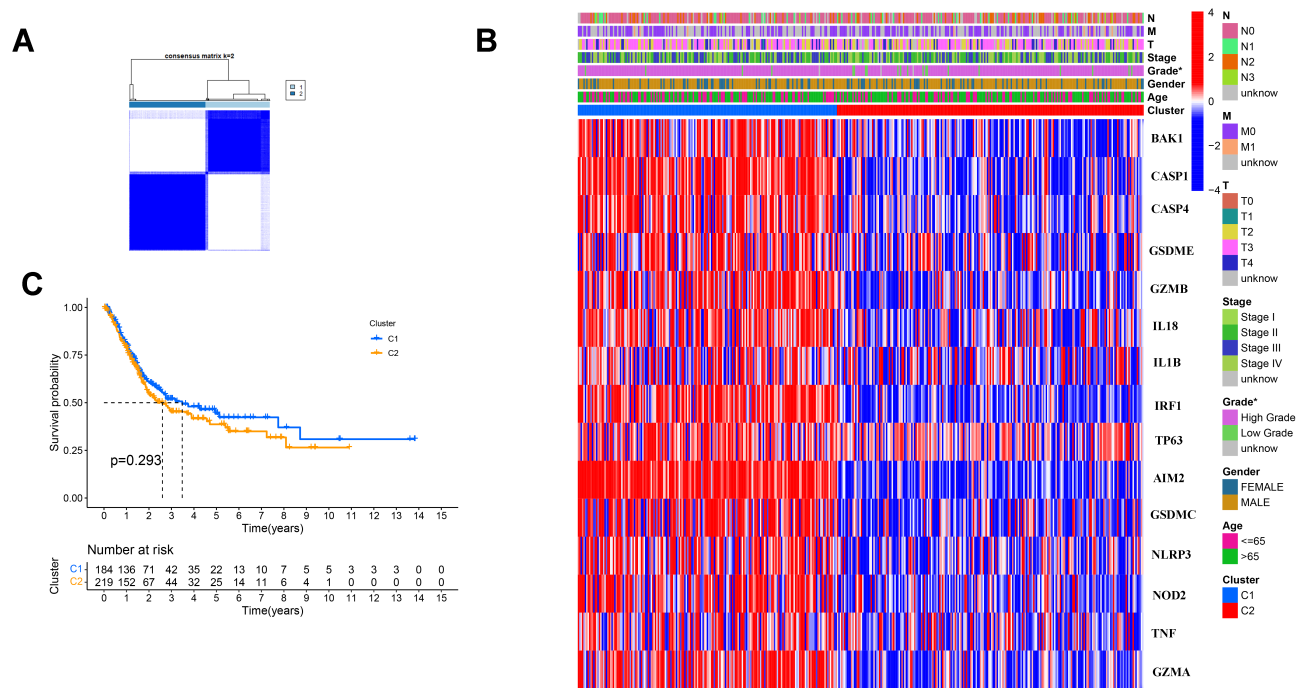 A
consensus matrix k=2
1
2
B
N
M
T
Stage
Grade*
Gender
Age
Cluster
BAK1
CASP1
CASP4
GSDME
GZMB
IL18
IL1B
IRF1
TP63
AIM2
GSDMC
NLRP3
NOD2
TNF
GZMA
4
2
0
−2
−4
N
N0
N1
N2
N3
unknow
M
M0
M1
unknow
T
T0
T1
T2
T3
T4
unknow
Stage
Stage I
Stage II
Stage III
Stage IV
unknow
Grade*
High Grade
Low Grade
unknow
Gender
FEMALE
MALE
Age
<=65
>65
Cluster
C1
C2
C
Survival probability
1.00
0.75
0.50
0.25
0.00
Cluster
C1
C2
p=0.293
0 1 2 3 4 5 6 7 8 9 10 11 12 13 14 15
Time(years)
Number at risk
Cluster
C1 184 136 71 42 35 22 13 10 7 5 5 3 3 3 0 0
C2 219 152 67 44 32 25 14 11 6 4 1 0 0 0 0 0
0 1 2 3 4 5 6 7 8 9 10 11 12 13 14 15
Time(years)